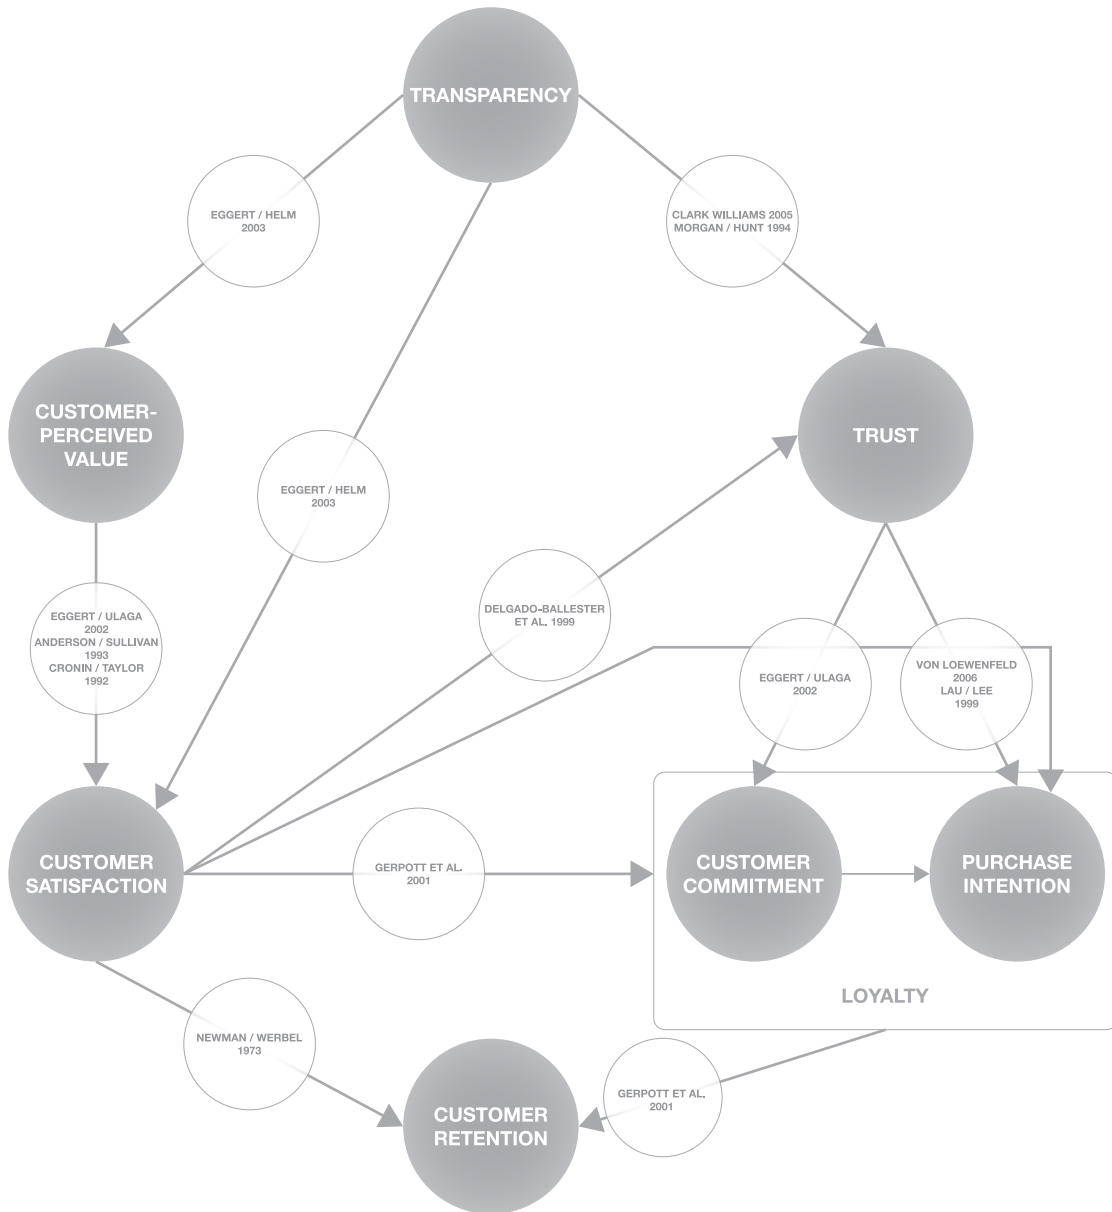 TRANSPARENCY
EGGERT / HELM
2003
CLARK WILLIAMS 2005
MORGAN / HUNT 1994
CUSTOMER-
PERCEIVED
VALUE
TRUST
EGGERT / HELM
2003
EGGERT / ULAGA
2002
ANDERSON / SULLIVAN
1993
CRONIN / TAYLOR
1992
DELGADO-BALLESTER
ET AL. 1999
EGGERT / ULAGA
2002
VON LOEWENFELD
2006
LAU / LEE
1999
CUSTOMER
SATISFACTION
GERPOTT ET AL.
2001
CUSTOMER
COMMITMENT
PURCHASE
INTENTION
LOYALTY
NEWMAN / WERBEL
1973
CUSTOMER
RETENTION
GERPOTT ET AL.
2001